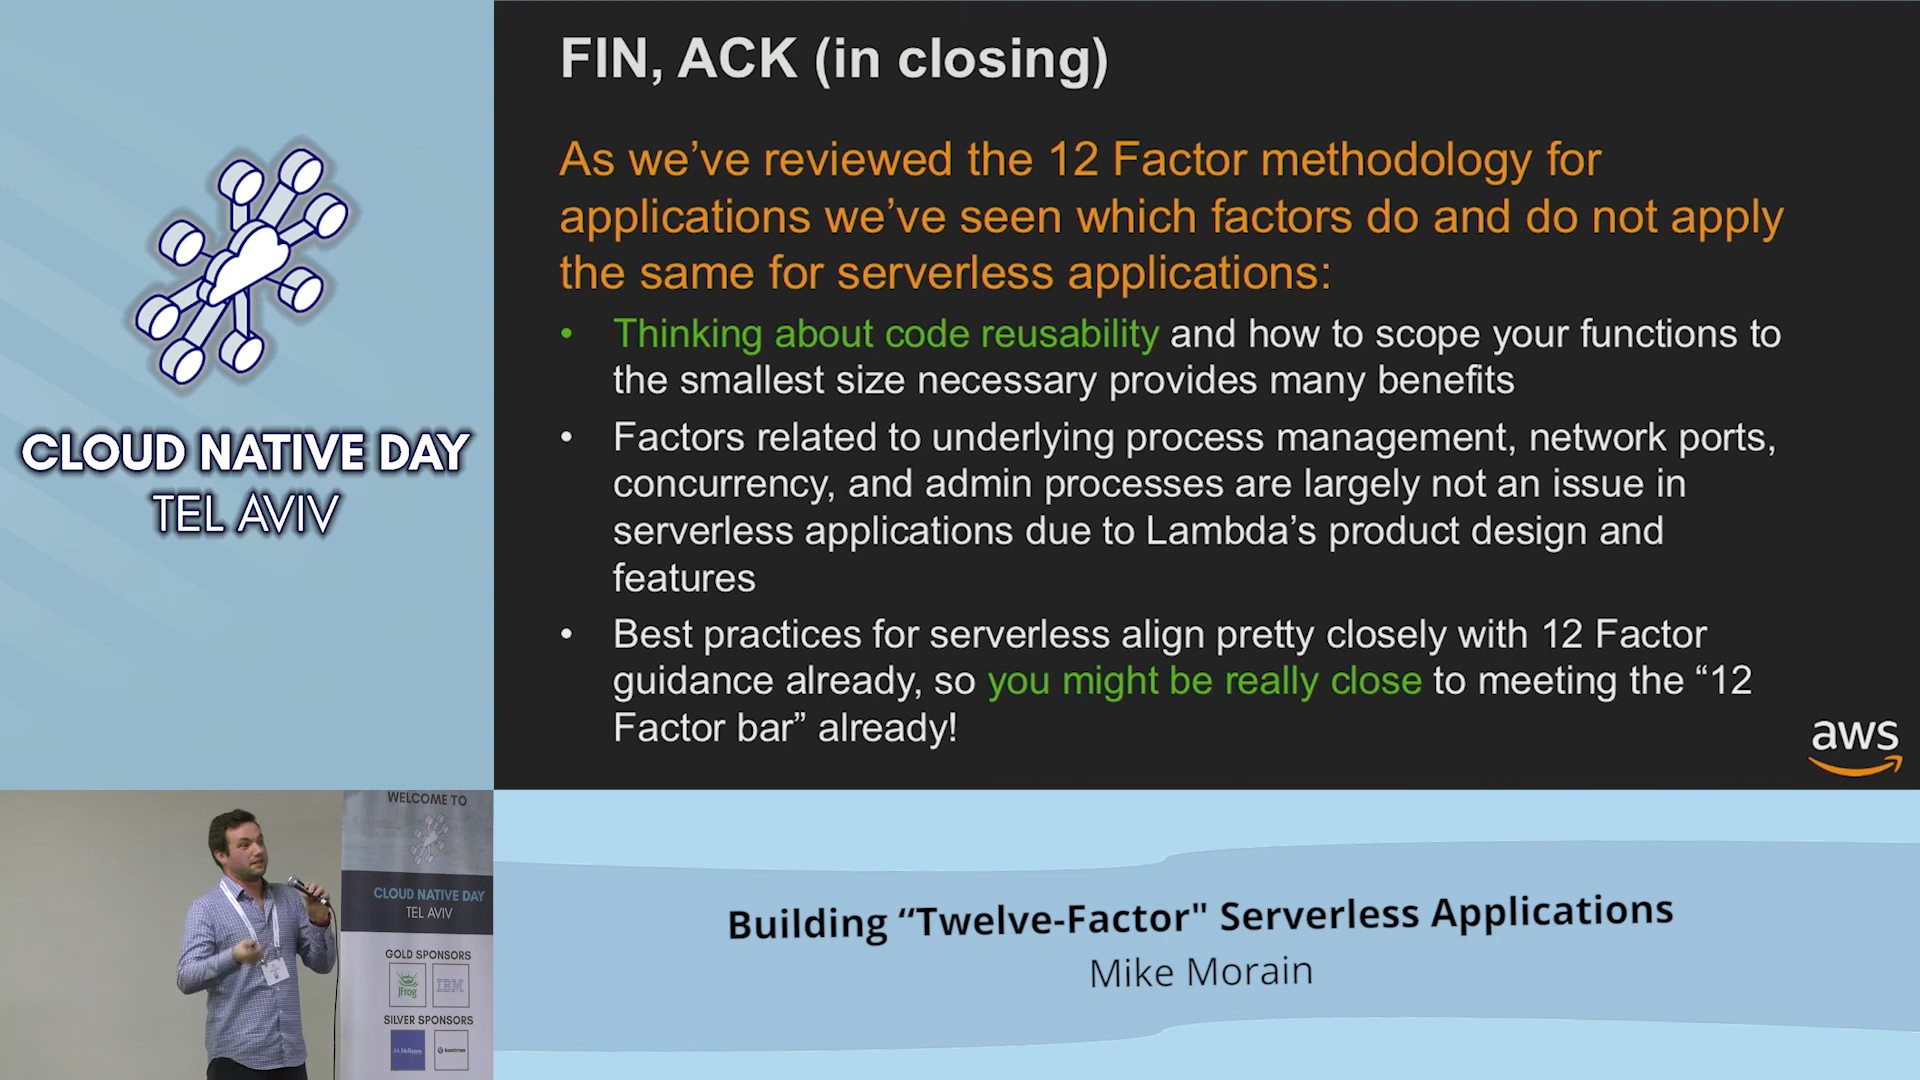 FIN, ACK (in closing)
As we’ve reviewed the 12 Factor methodology for
applications we’ve seen which factors do and do not apply
the same for serverless applications:
• Thinking about code reusability and how to scope your functions to
the smallest size necessary provides many benefits
• Factors related to underlying process management, network ports,
concurrency, and admin processes are largely not an issue in
serverless applications due to Lambda’s product design and
features
• Best practices for serverless align pretty closely with 12 Factor
guidance already, so you might be really close to meeting the “12
Factor bar” already!
aws
CLOUD NATIVE DAY
TEL AVIV
WELCOME TO
CLOUD NATIVE DAY
TEL AVIV
GOLD SPONSORS
JFrog
IBM
SILVER SPONSORS
Building “Twelve-Factor" Serverless Applications
Mike Morain